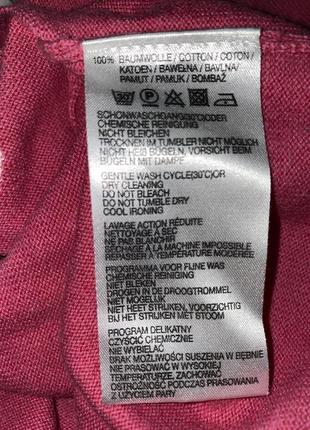 100% BAUMWOLLE / COTTON / COTON /
KATOEN / BAWEŁNA / BAVLNA /
PAMUT / PAMUK / BOMBAŽ
30° P
SCHONWASCHGANG(30°C)ODER
CHEMISCHE REINIGUNG
NICHT BLEICHEN
TROCKNEN IM TUMBLER NICHT MÖGLICH
NICHT HEIß BÜGELN, VORSICHT BEIM
BÜGELN MIT DAMPF
GENTLE WASH CYCLE(30°C)OR
DRY CLEANING
DO NOT BLEACH
DO NOT TUMBLE DRY
COOL IRONING
LAVAGE ACTION RÉDUITE
NETTOYAGE À SEC
NE PAS BLANCHIR
SÉCHAGE À LA MACHINE IMPOSSIBLE
REPASSER À TEMPÉRATURE MODÉRÉE
PROGRAMMA VOOR FIJNE WAS
CHEMISCHE REINIGING
NIET BLEKEN
DROGEN IN DE DROOGTROMMEL
NIET MOGELIJK
NIET HEET STRIJKEN, VOORZICHTIG
BIJ HET STRIJKEN MET STOOM
PROGRAM DELIKATNY
CZYŚCIĆ CHEMICZNIE
NIE WYBIELAĆ
BRAK MOŻLIWOŚCI SUSZENIA W BĘBNIE
NIE PRASOWAĆ W WYSOKIEJ
TEMPERATURZE, ZACHOWAĆ
OSTROŻNOŚĆ PODCZAS PRASOWANIA
Z UŻYCIEM PARY